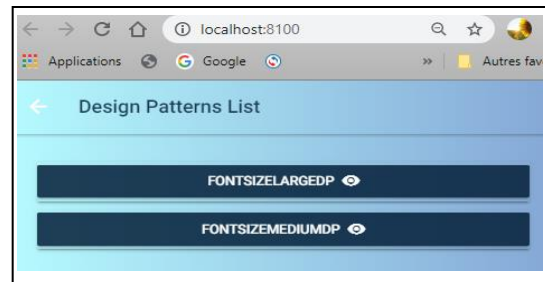 localhost:8100
Applications Google » Autres fav
Design Patterns List
FONTSIZELARGEDP
FONTSIZEMEDIUMDP